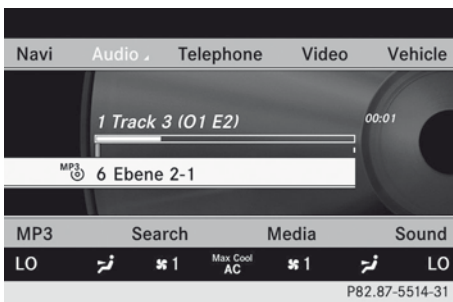 Navi Audio Telephone Video Vehicle
1 Track 3 (O1 E2) 00:01
MP3 6 Ebene 2-1
MP3 Search Media Sound
LO 1 Max Cool AC 1 LO
P82.87-5514-31